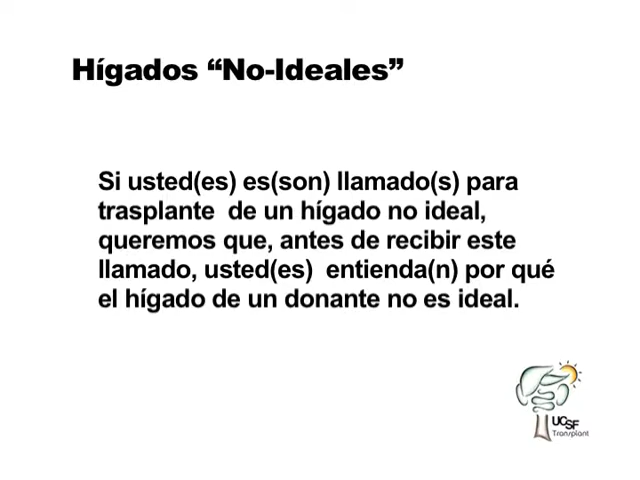 Hígados “No-Ideales”
Si usted(es) es(son) llamado(s) para
trasplante de un hígado no ideal,
queremos que, antes de recibir este
llamado, usted(es) entienda(n) por qué
el hígado de un donante no es ideal.
UCSF
Transplant